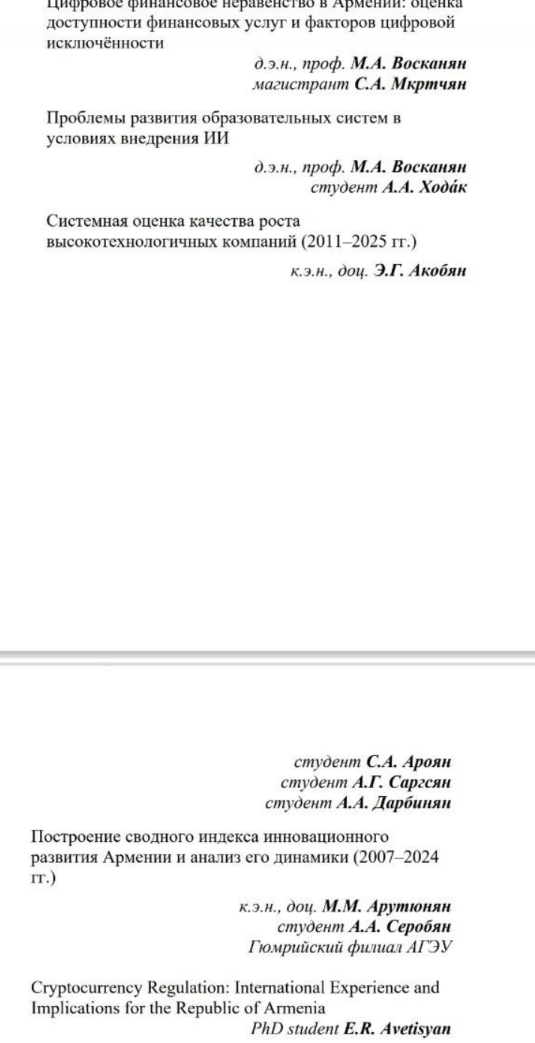 Цифровое финансовое неравенство в Армении: оценка
доступности финансовых услуг и факторов цифровой
исключённости
д.э.н., проф. М.А. Восканян
магистрант С.А. Мкртчян
Проблемы развития образовательных систем в
условиях внедрения ИИ
д.э.н., проф. М.А. Восканян
студент А.А. Хода́к
Системная оценка качества роста
высокотехнологичных компаний (2011–2025 гг.)
к.э.н., доц. Э.Г. Акобян
студент С.А. Ароян
студент А.Г. Саргсян
студент А.А. Дарбинян
Построение сводного индекса инновационного
развития Армении и анализ его динамики (2007–2024
гг.)
к.э.н., доц. М.М. Арутюнян
студент А.А. Серобян
Гюмрийский филиал АГЭУ
Cryptocurrency Regulation: International Experience and
Implications for the Republic of Armenia
PhD student E.R. Avetisyan